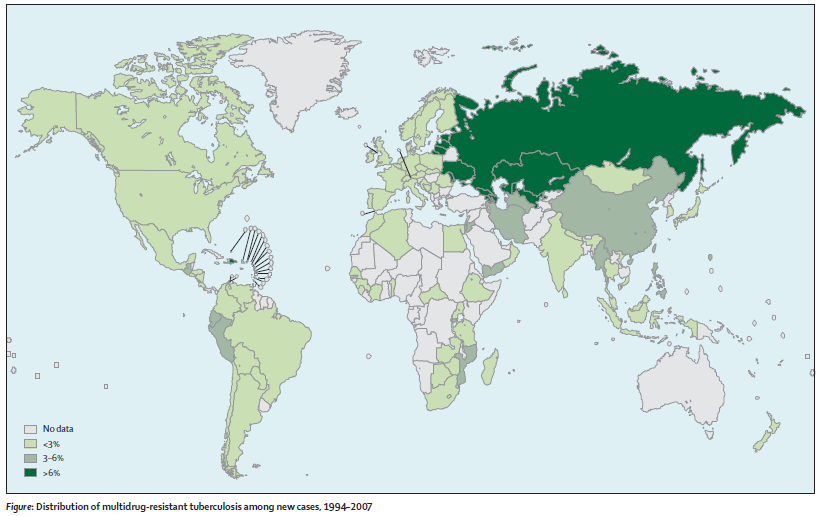 No data
<3%
3–6%
>6%
Figure: Distribution of multidrug-resistant tuberculosis among new cases, 1994–2007